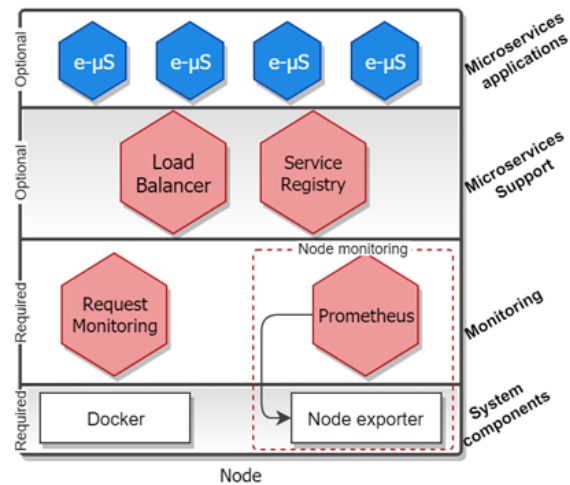 Optional
e-µS
e-µS
e-µS
e-µS
Microservices
applications
Optional
Load
Balancer
Service
Registry
Microservices
Support
Required
Request
Monitoring
Node monitoring
Prometheus
Monitoring
Required
Docker
Node exporter
System
components
Node